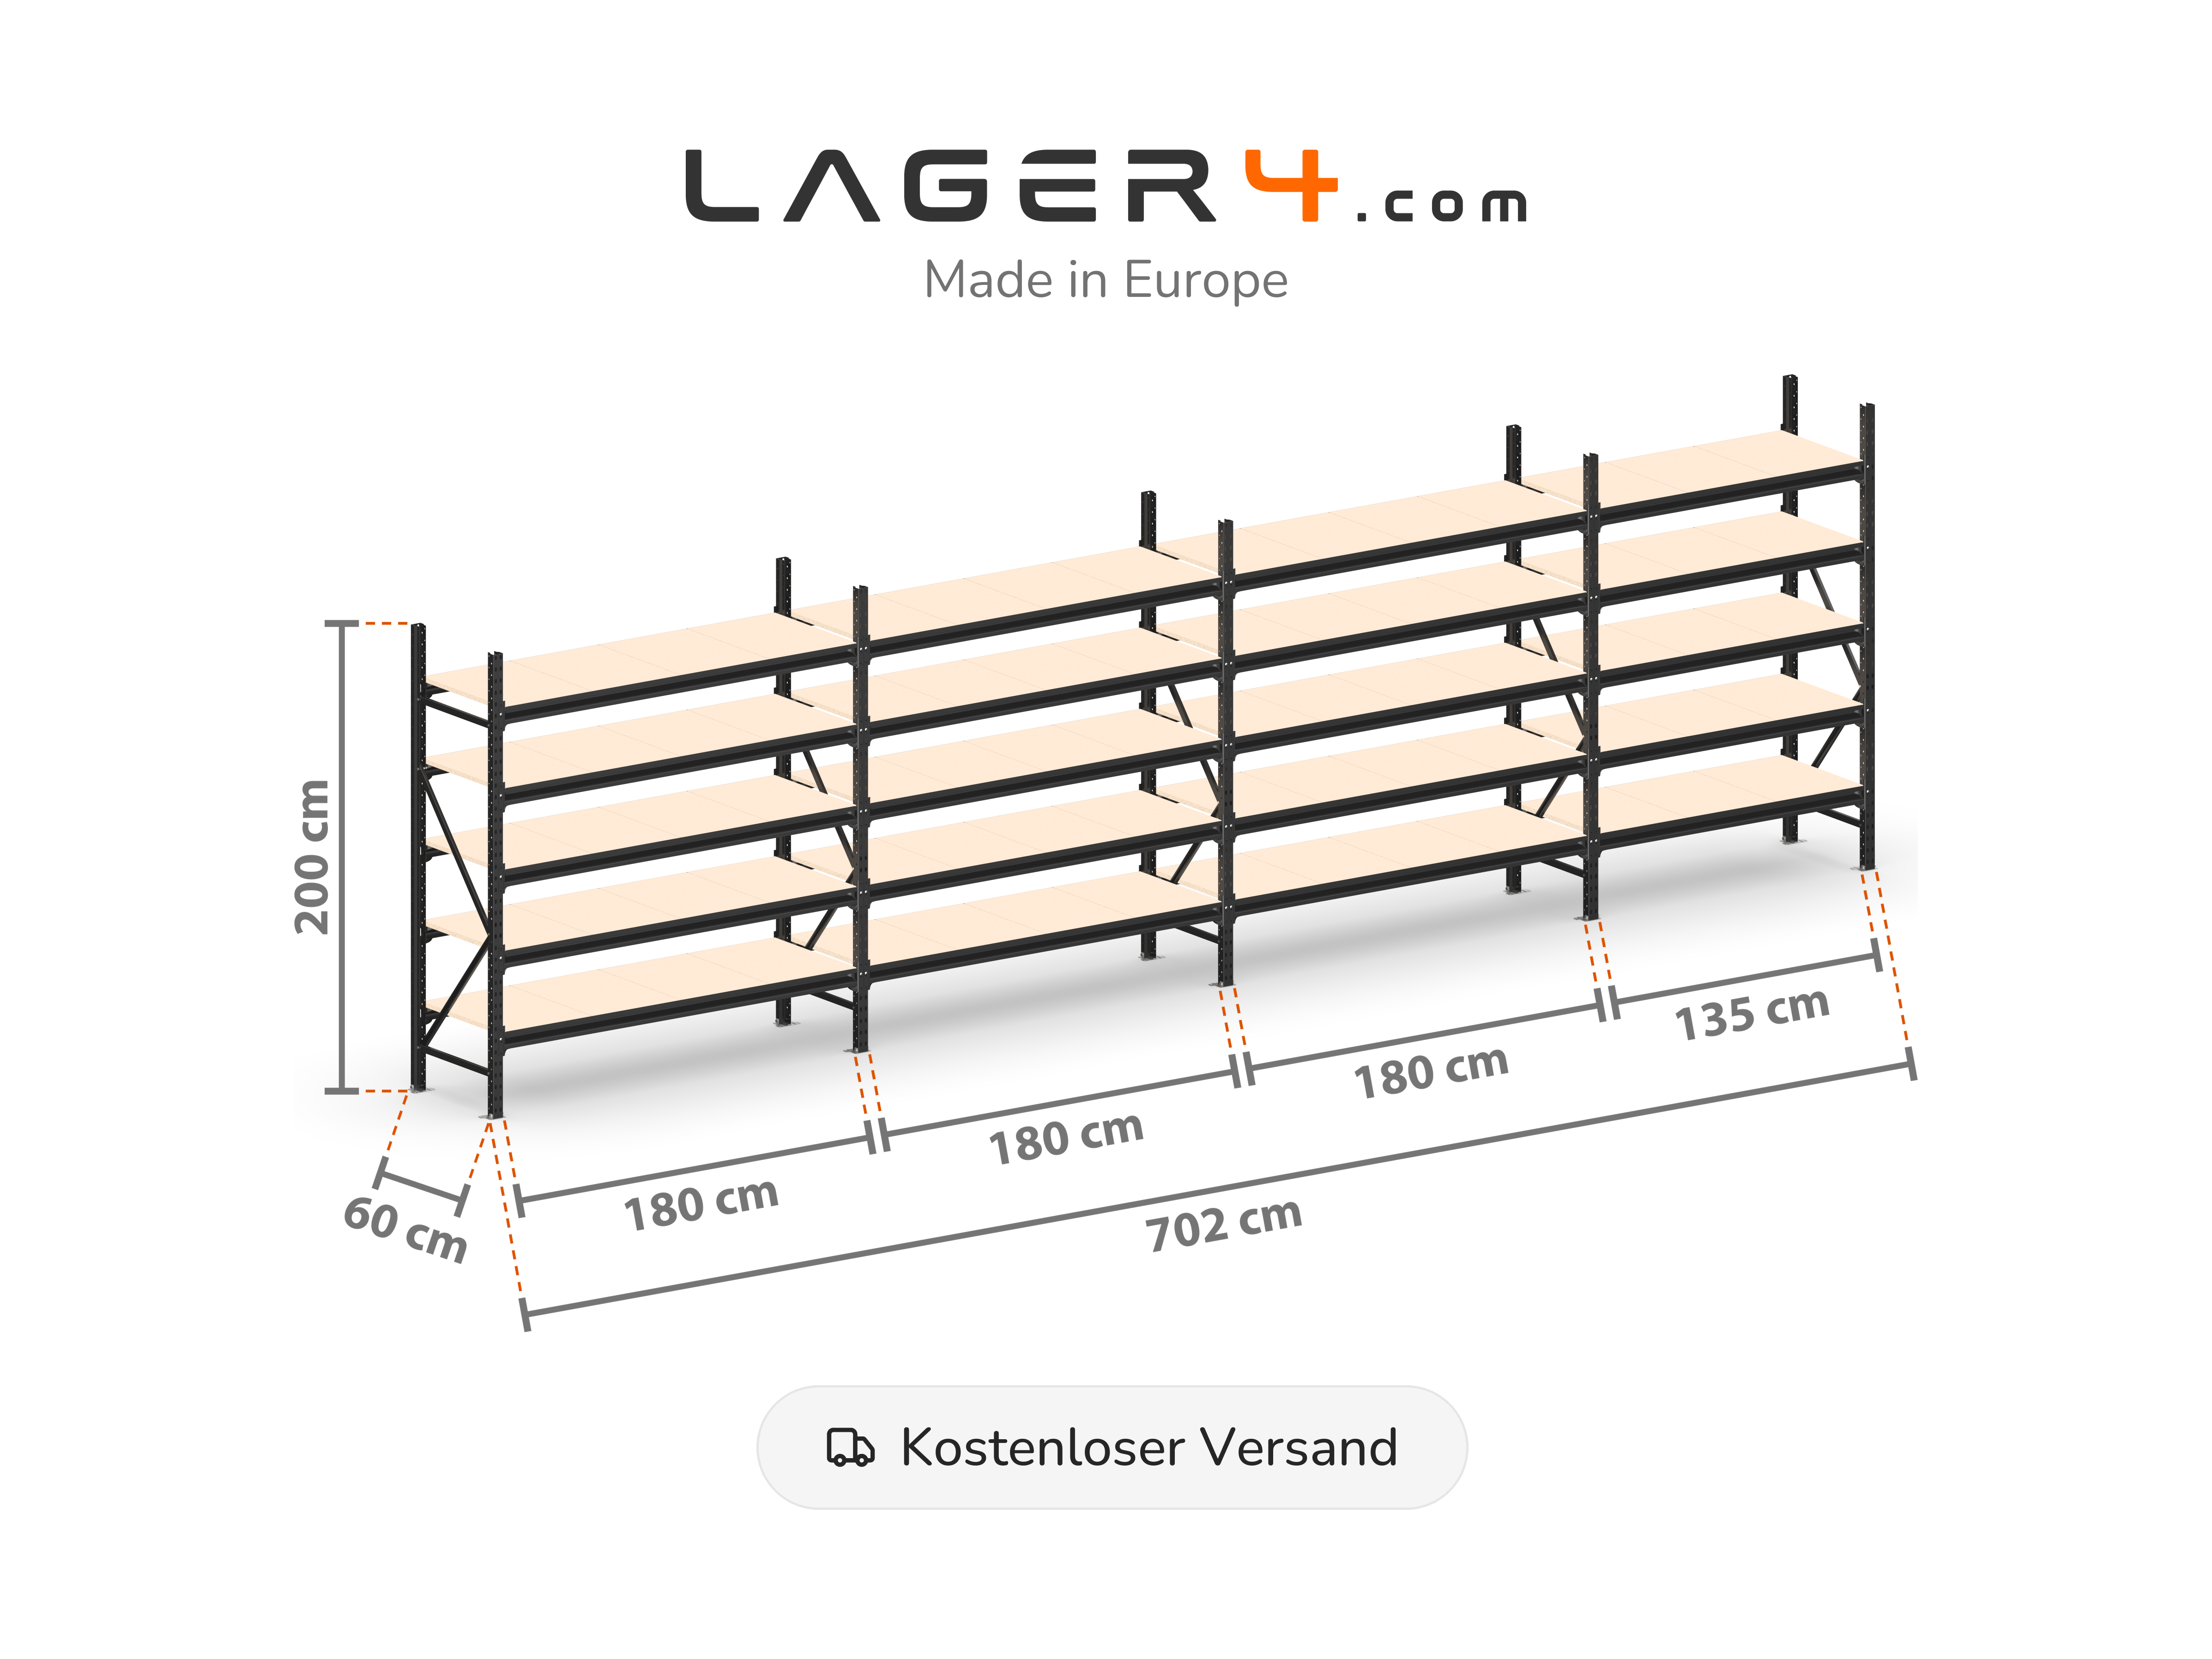 LAGER4.com
Made in Europe
200 cm
60 cm
180 cm
180 cm
180 cm
135 cm
702 cm
Kostenloser Versand